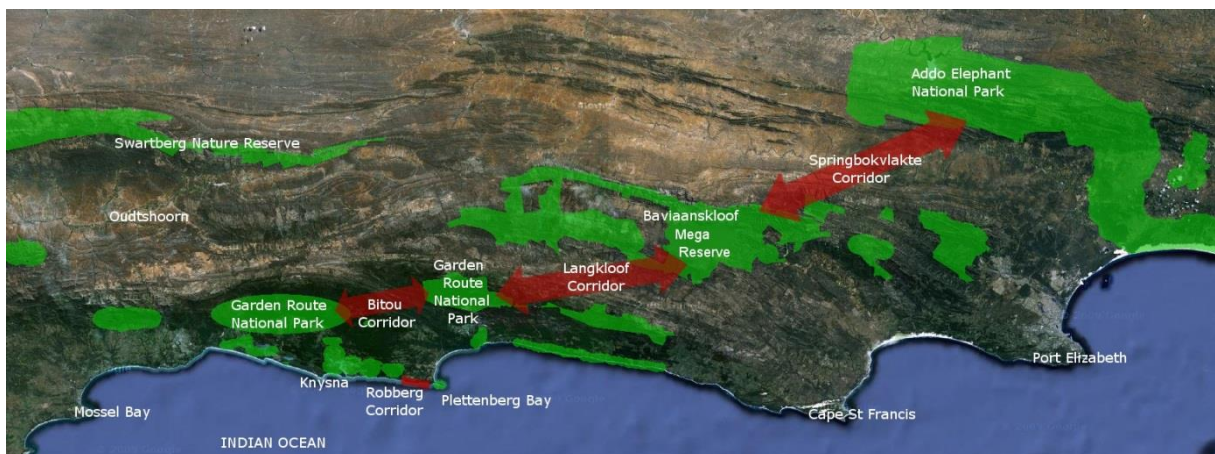 Addo Elephant
National Park
Swartberg Nature Reserve
Springbokvlakte
Corridor
Oudtshoorn
Baviaanskloof
Mega
Reserve
Garden
Route
National
Park
Langkloof
Corridor
Garden Route
National Park
Bitou
Corridor
Port Elizabeth
Knysna
Robberg
Corridor
Plettenberg Bay
Mossel Bay
Cape St Francis
INDIAN OCEAN